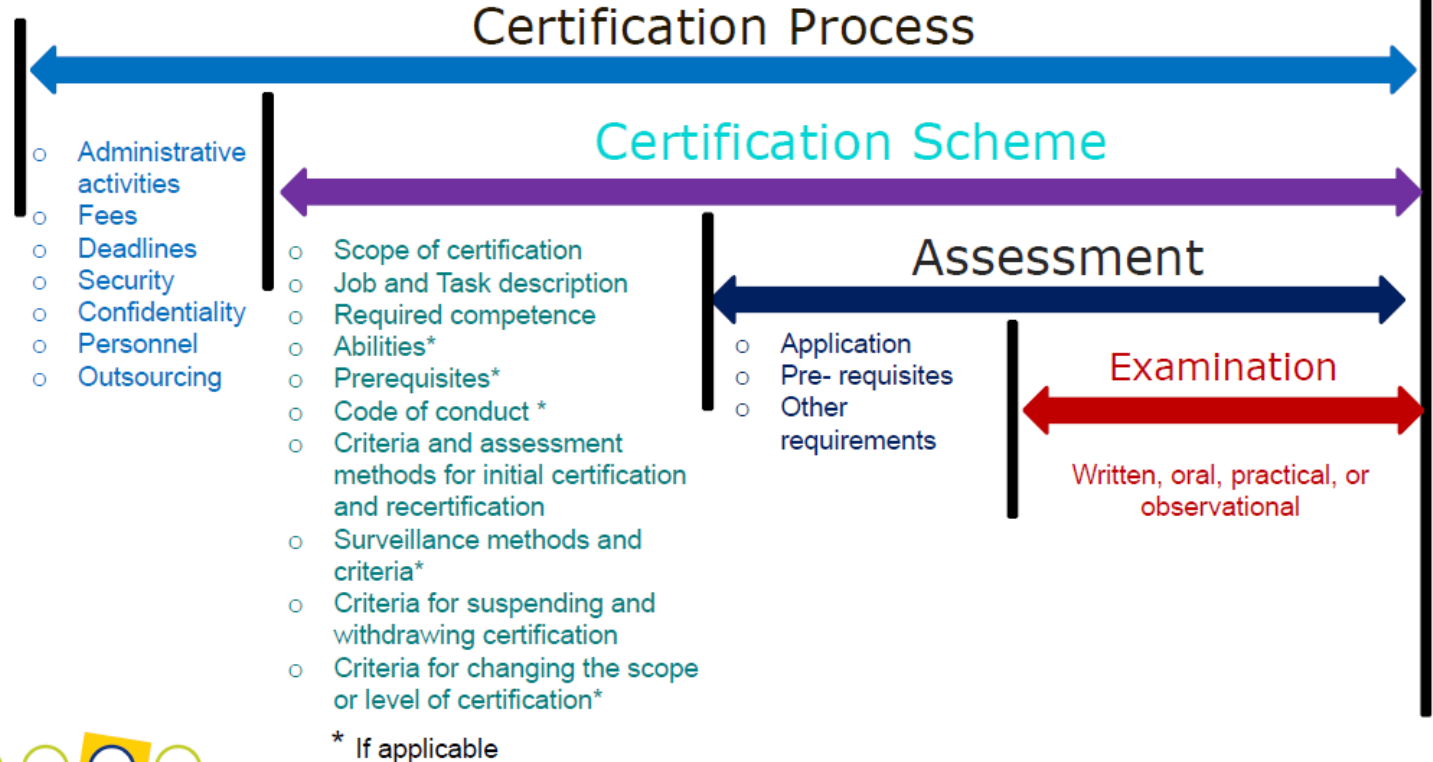 Certification Process
o Administrative
activities
o Fees
o Deadlines
o Security
o Confidentiality
o Personnel
o Outsourcing
Certification Scheme
o Scope of certification
o Job and Task description
o Required competence
o Abilities*
o Prerequisites*
o Code of conduct *
o Criteria and assessment
methods for initial certification
and recertification
o Surveillance methods and
criteria*
o Criteria for suspending and
withdrawing certification
o Criteria for changing the scope
or level of certification*
* If applicable
Assessment
o Application
o Pre- requisites
o Other
requirements
Examination
Written, oral, practical, or
observational